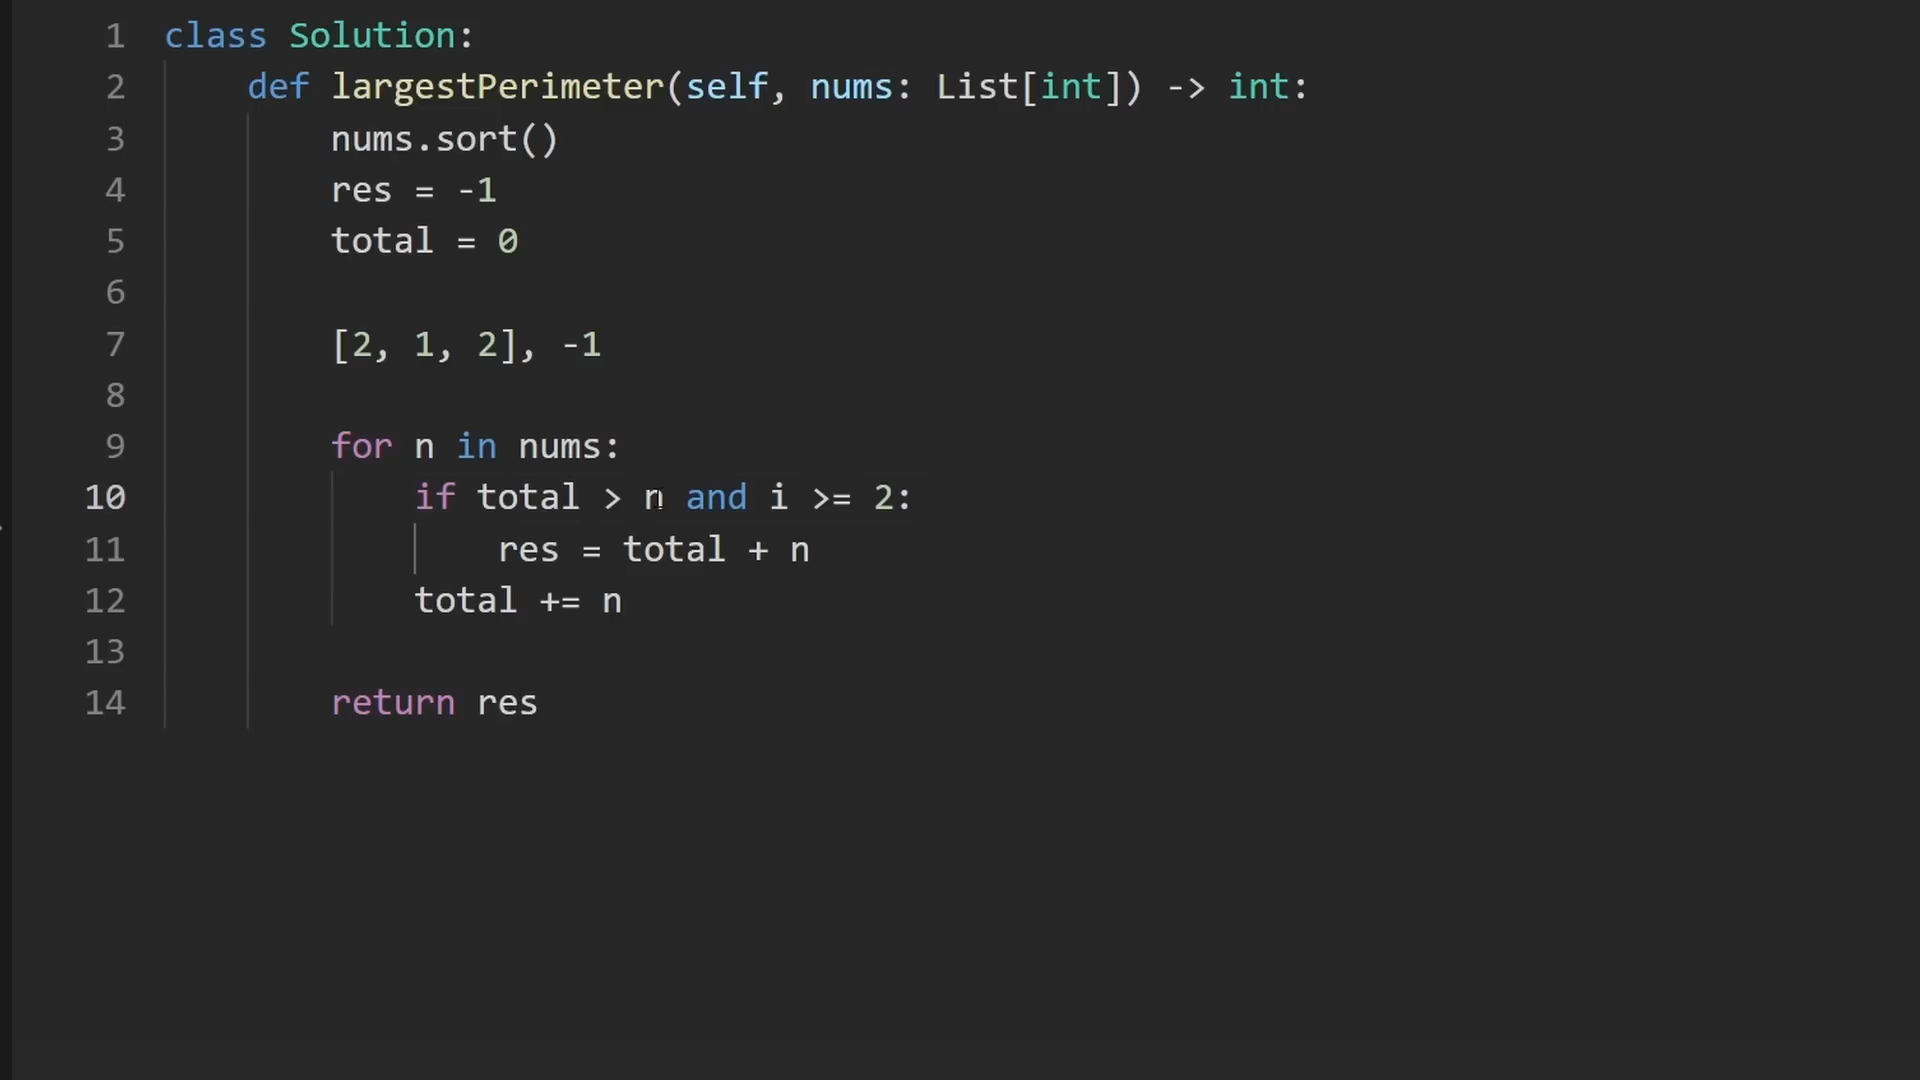 1 class Solution:
2 def largestPerimeter(self, nums: List[int]) -> int:
3 nums.sort()
4 res = -1
5 total = 0
6
7 [2, 1, 2], -1
8
9 for n in nums:
10 if total > n and i >= 2:
11 res = total + n
12 total += n
13
14 return res